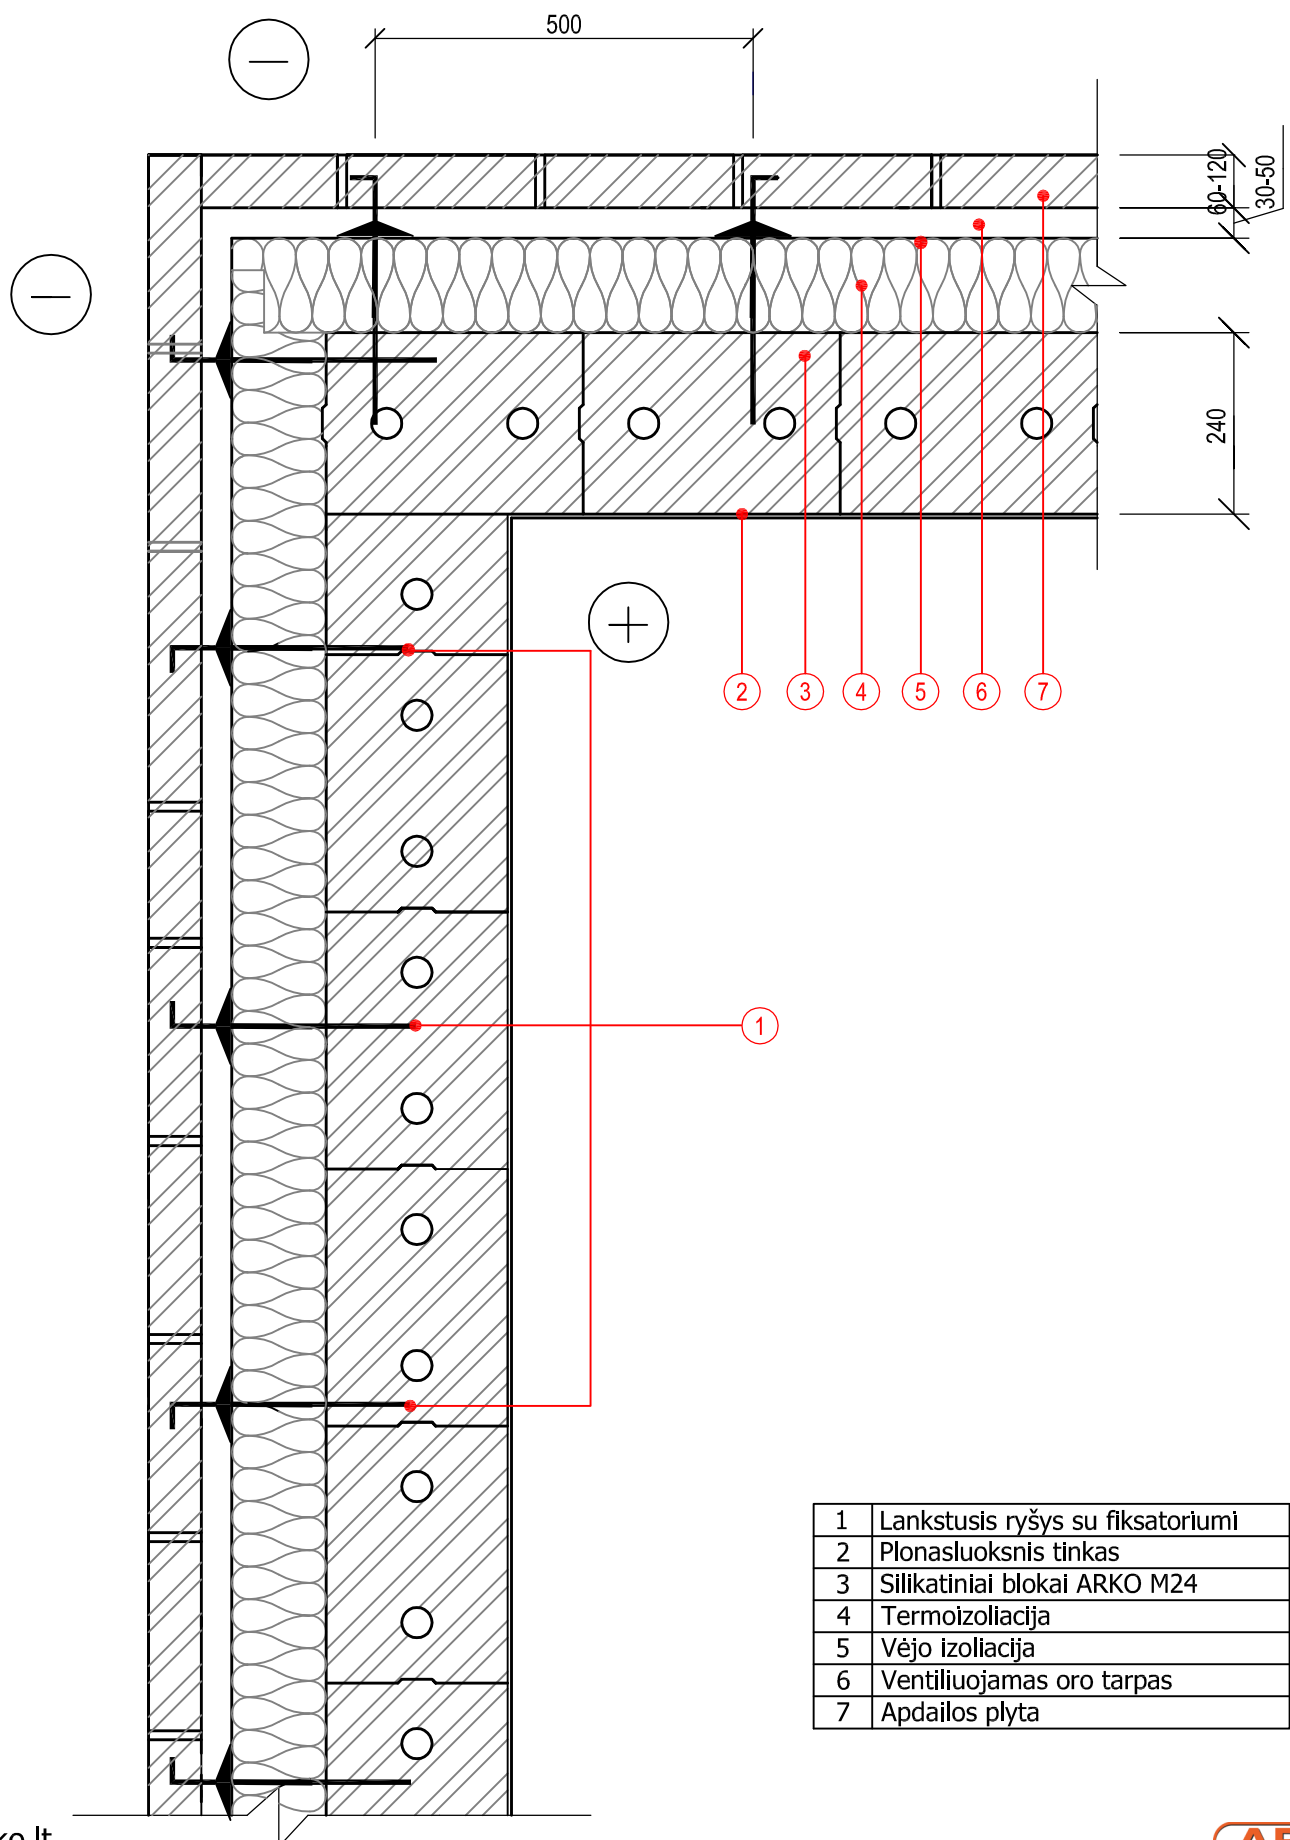 500
60-120
30-50
240
2 3 4 5 6 7
1
1 Lankstusis ryšys su fiksatoriumi
2 Plonasluoksnis tinkas
3 Silikatiniai blokai ARKO M24
4 Termoizoliacija
5 Vėjo izoliacija
6 Ventiliuojamas oro tarpas
7 Apdailos plyta